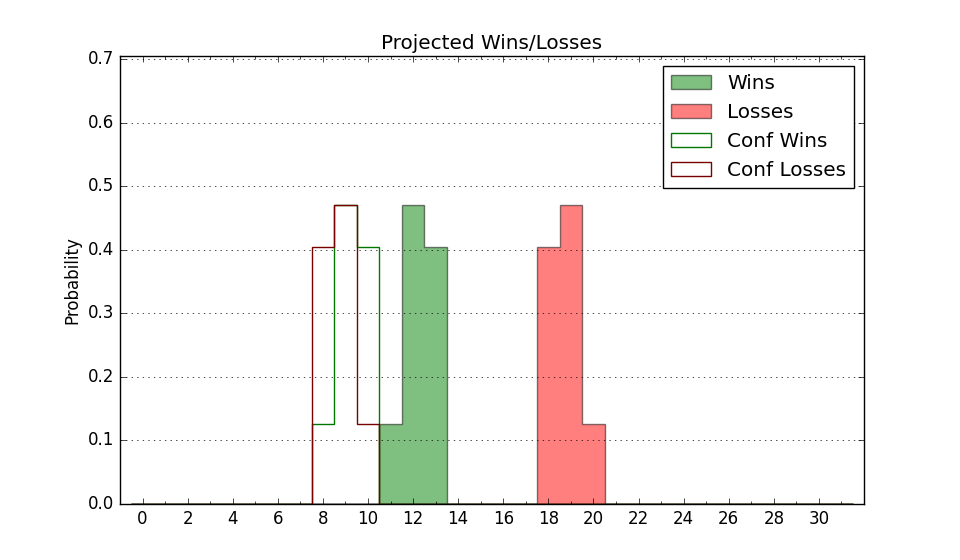 Projected Wins/Losses
0.7
0.6
0.5
0.4
0.3
0.2
0.1
0.0
Probability
Wins
Losses
Conf Wins
Conf Losses
0 2 4 6 8 10 12 14 16 18 20 22 24 26 28 30